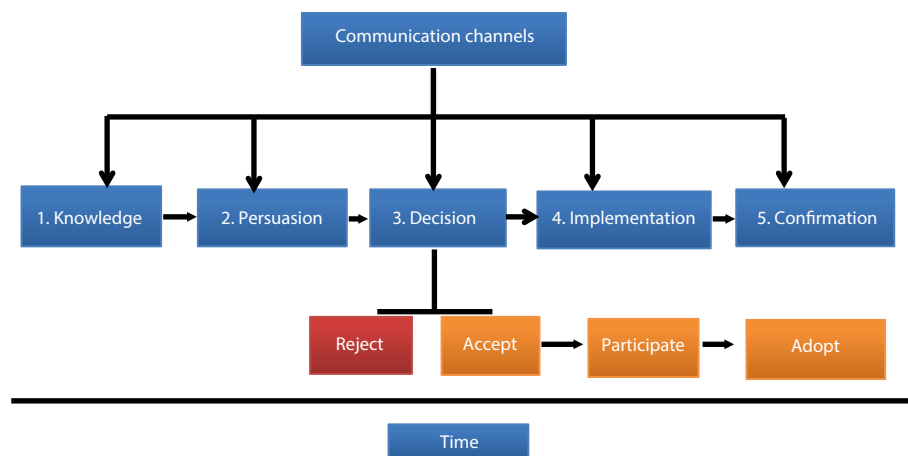 Communication channels
1. Knowledge
2. Persuasion
3. Decision
4. Implementation
5. Confirmation
Reject
Accept
Participate
Adopt
Time